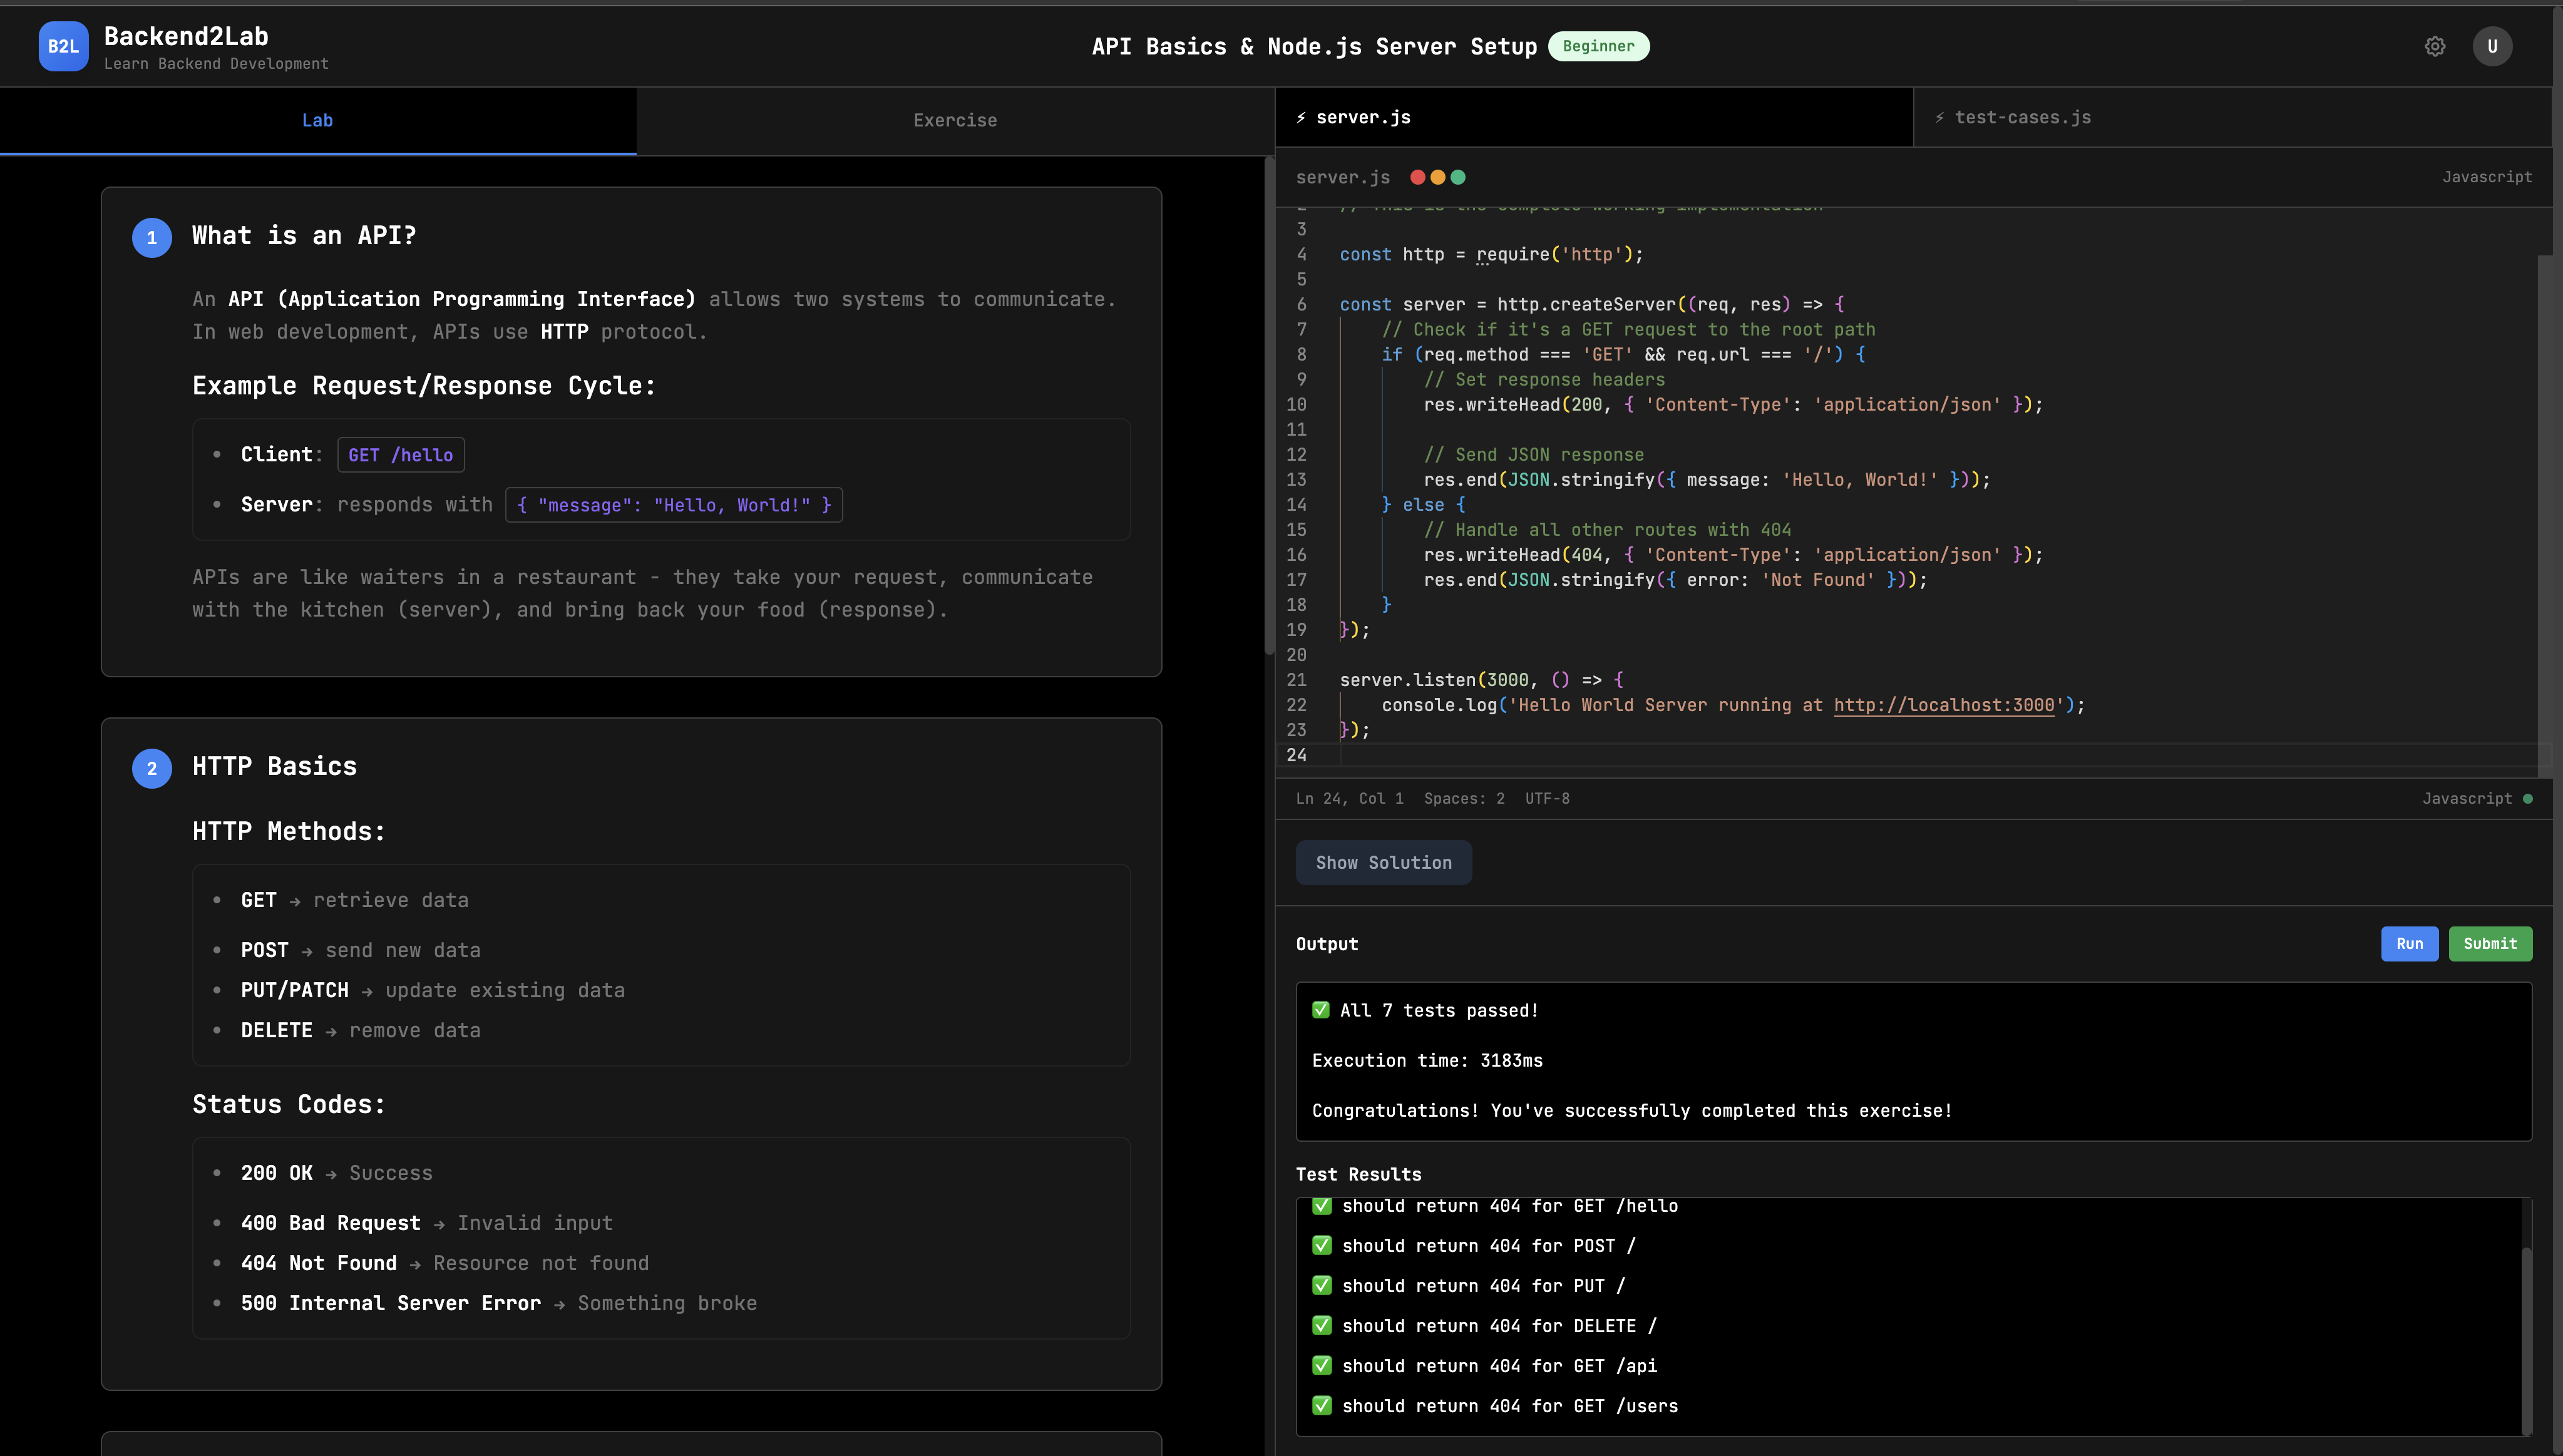 B2L
Backend2Lab
Learn Backend Development
API Basics & Node.js Server Setup
Beginner
U
Lab
Exercise
1
What is an API?
An API (Application Programming Interface) allows two systems to communicate.
In web development, APIs use HTTP protocol.
Example Request/Response Cycle:
• Client: GET /hello
• Server: responds with { "message": "Hello, World!" }
APIs are like waiters in a restaurant - they take your request, communicate
with the kitchen (server), and bring back your food (response).
2
HTTP Basics
HTTP Methods:
• GET → retrieve data
• POST → send new data
• PUT/PATCH → update existing data
• DELETE → remove data
Status Codes:
• 200 OK → Success
• 400 Bad Request → Invalid input
• 404 Not Found → Resource not found
• 500 Internal Server Error → Something broke
⚡ server.js
⚡ test-cases.js
server.js
Javascript
2 // This is the complete working implementation
3
4 const http = require('http');
5
6 const server = http.createServer((req, res) => {
7     // Check if it's a GET request to the root path
8     if (req.method === 'GET' && req.url === '/') {
9         // Set response headers
10         res.writeHead(200, { 'Content-Type': 'application/json' });
11
12         // Send JSON response
13         res.end(JSON.stringify({ message: 'Hello, World!' }));
14     } else {
15         // Handle all other routes with 404
16         res.writeHead(404, { 'Content-Type': 'application/json' });
17         res.end(JSON.stringify({ error: 'Not Found' }));
18     }
19 });
20
21 server.listen(3000, () => {
22     console.log('Hello World Server running at http://localhost:3000');
23 });
24
Ln 24, Col 1 Spaces: 2 UTF-8
Javascript
Show Solution
Output
Run
Submit
✅ All 7 tests passed!
Execution time: 3183ms
Congratulations! You've successfully completed this exercise!
Test Results
✅ should return 404 for GET /hello
✅ should return 404 for POST /
✅ should return 404 for PUT /
✅ should return 404 for DELETE /
✅ should return 404 for GET /api
✅ should return 404 for GET /users